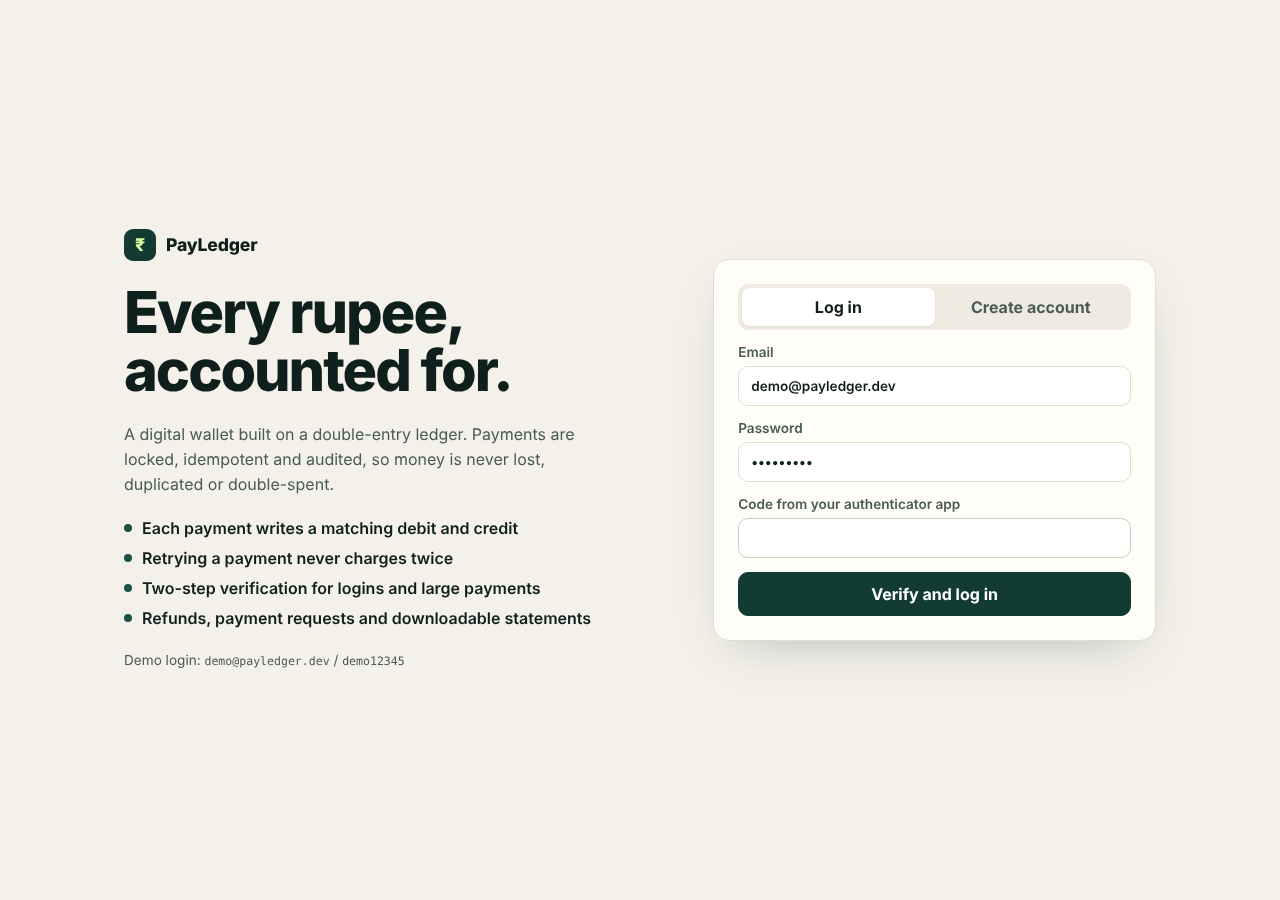 ₹ PayLedger
Every rupee,
accounted for.
A digital wallet built on a double-entry ledger. Payments are
locked, idempotent and audited, so money is never lost,
duplicated or double-spent.
Each payment writes a matching debit and credit
Retrying a payment never charges twice
Two-step verification for logins and large payments
Refunds, payment requests and downloadable statements
Demo login: demo@payledger.dev / demo12345
Log in Create account
Email
demo@payledger.dev
Password
•••••••••
Code from your authenticator app
Verify and log in